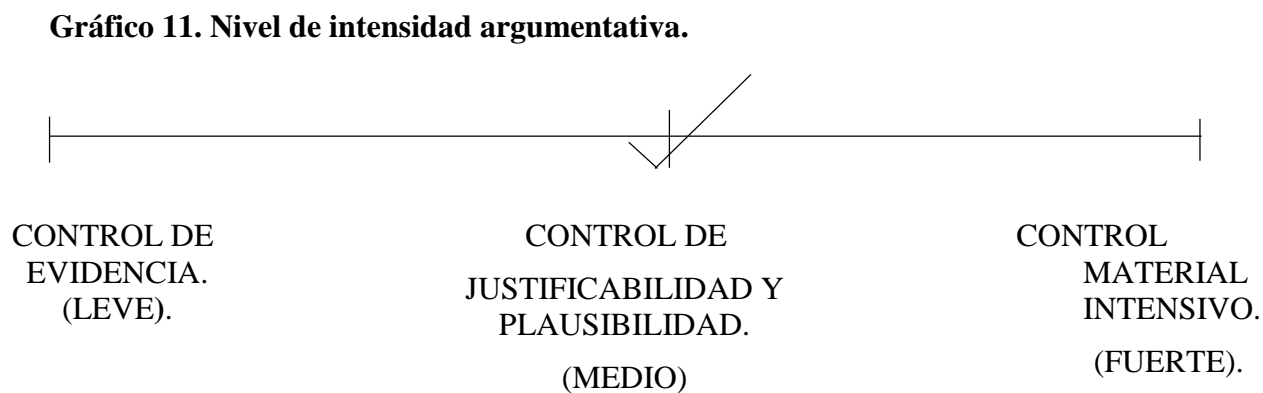 Gráfico 11. Nivel de intensidad argumentativa.
CONTROL DE
EVIDENCIA.
(LEVE).
CONTROL DE
JUSTIFICABILIDAD Y
PLAUSIBILIDAD.
(MEDIO)
CONTROL
MATERIAL
INTENSIVO.
(FUERTE).